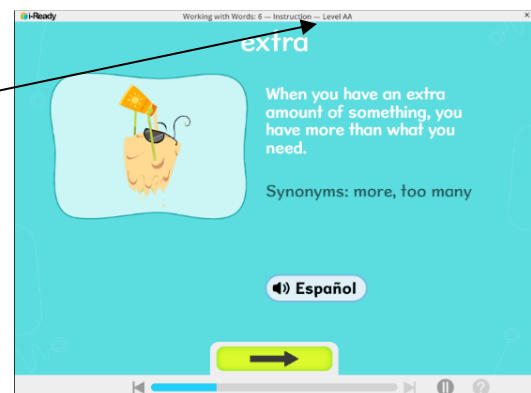 i-Ready
Working with Words: 6 — Instruction — Level AA
extra
When you have an extra
amount of something, you
have more than what you
need.
Synonyms: more, too many
Español